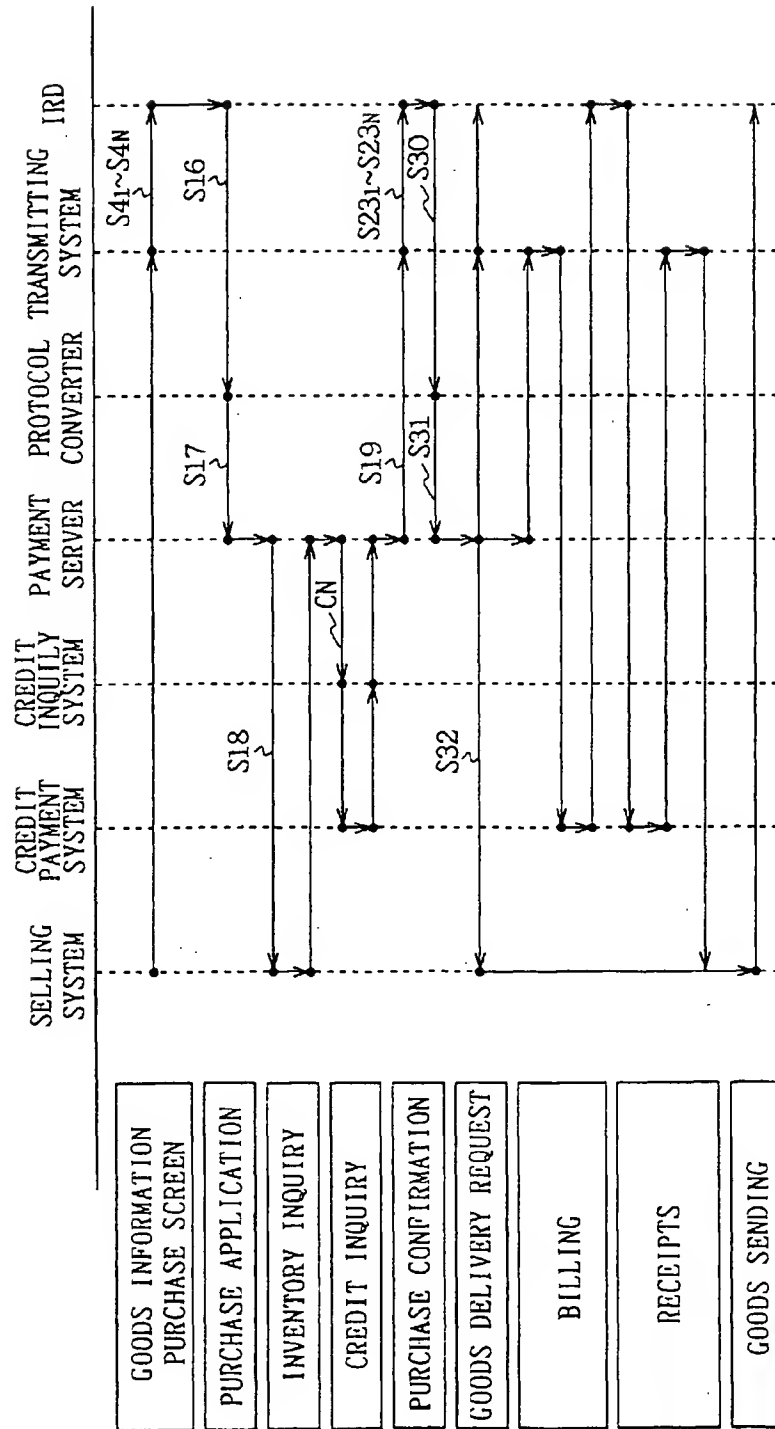 SELLING
SYSTEM
CREDIT
PAYMENT
SYSTEM
CREDIT
INQUILY
SYSTEM
PAYMENT
SERVER
PROTOCOL
CONVERTER
TRANSMITTING
SYSTEM
IRD
GOODS INFORMATION
PURCHASE SCREEN
S41~S4N
PURCHASE APPLICATION
S17
S16
INVENTORY INQUIRY
S18
CREDIT INQUIRY
CN
PURCHASE CONFIRMATION
S19
S231~S23N
S31
S30
GOODS DELIVERY REQUEST
S32
BILLING
RECEIPTS
GOODS SENDING